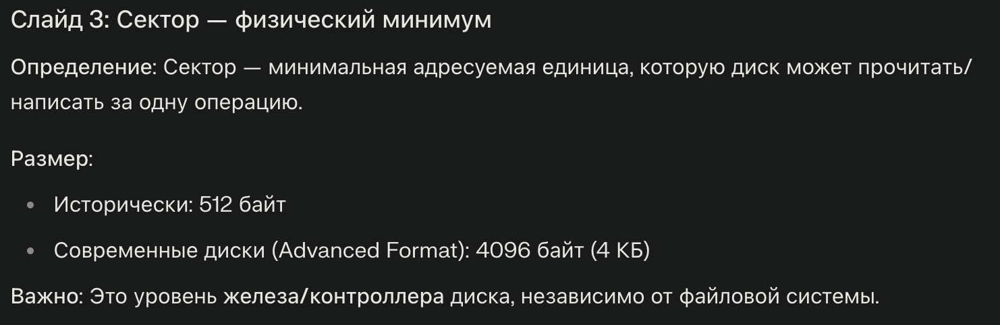 Слайд 3: Сектор — физический минимум
Определение: Сектор — минимальная адресуемая единица, которую диск может прочитать/
написать за одну операцию.
Размер:
• Исторически: 512 байт
• Современные диски (Advanced Format): 4096 байт (4 КБ)
Важно: Это уровень железа/контроллера диска, независимо от файловой системы.